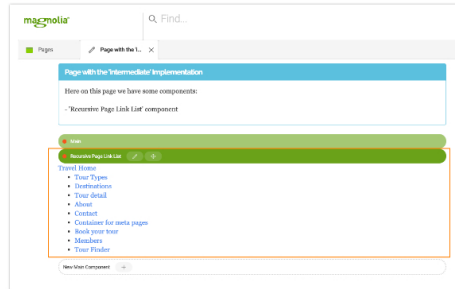 magnolia
Find...
Pages
Page with the 'i..
Page with the 'Intermediate' Implementation
Here on this page we have some components:
- 'Recursive Page Link List' component
Main
Recursive Page Link List
Travel Home
• Tour Types
• Destinations
• Tour detail
• About
• Contact
• Container for meta pages
• Book your tour
• Members
• Tour Finder
New Main Component